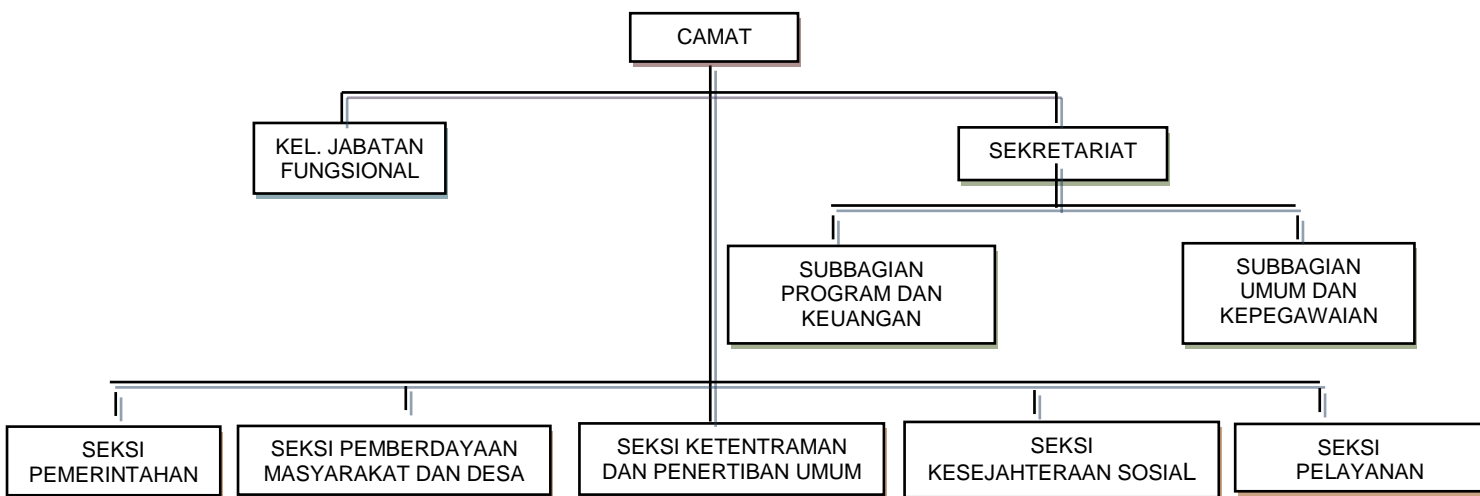 CAMAT
KEL. JABATAN
FUNGSIONAL
SEKRETARIAT
SUBBAGIAN
PROGRAM DAN
KEUANGAN
SUBBAGIAN
UMUM DAN
KEPEGAWAIAN
SEKSI
PEMERINTAHAN
SEKSI PEMBERDAYAAN
MASYARAKAT DAN DESA
SEKSI KETENTRAMAN
DAN PENERTIBAN UMUM
SEKSI
KESEJAHTERAAN SOSIAL
SEKSI
PELAYANAN